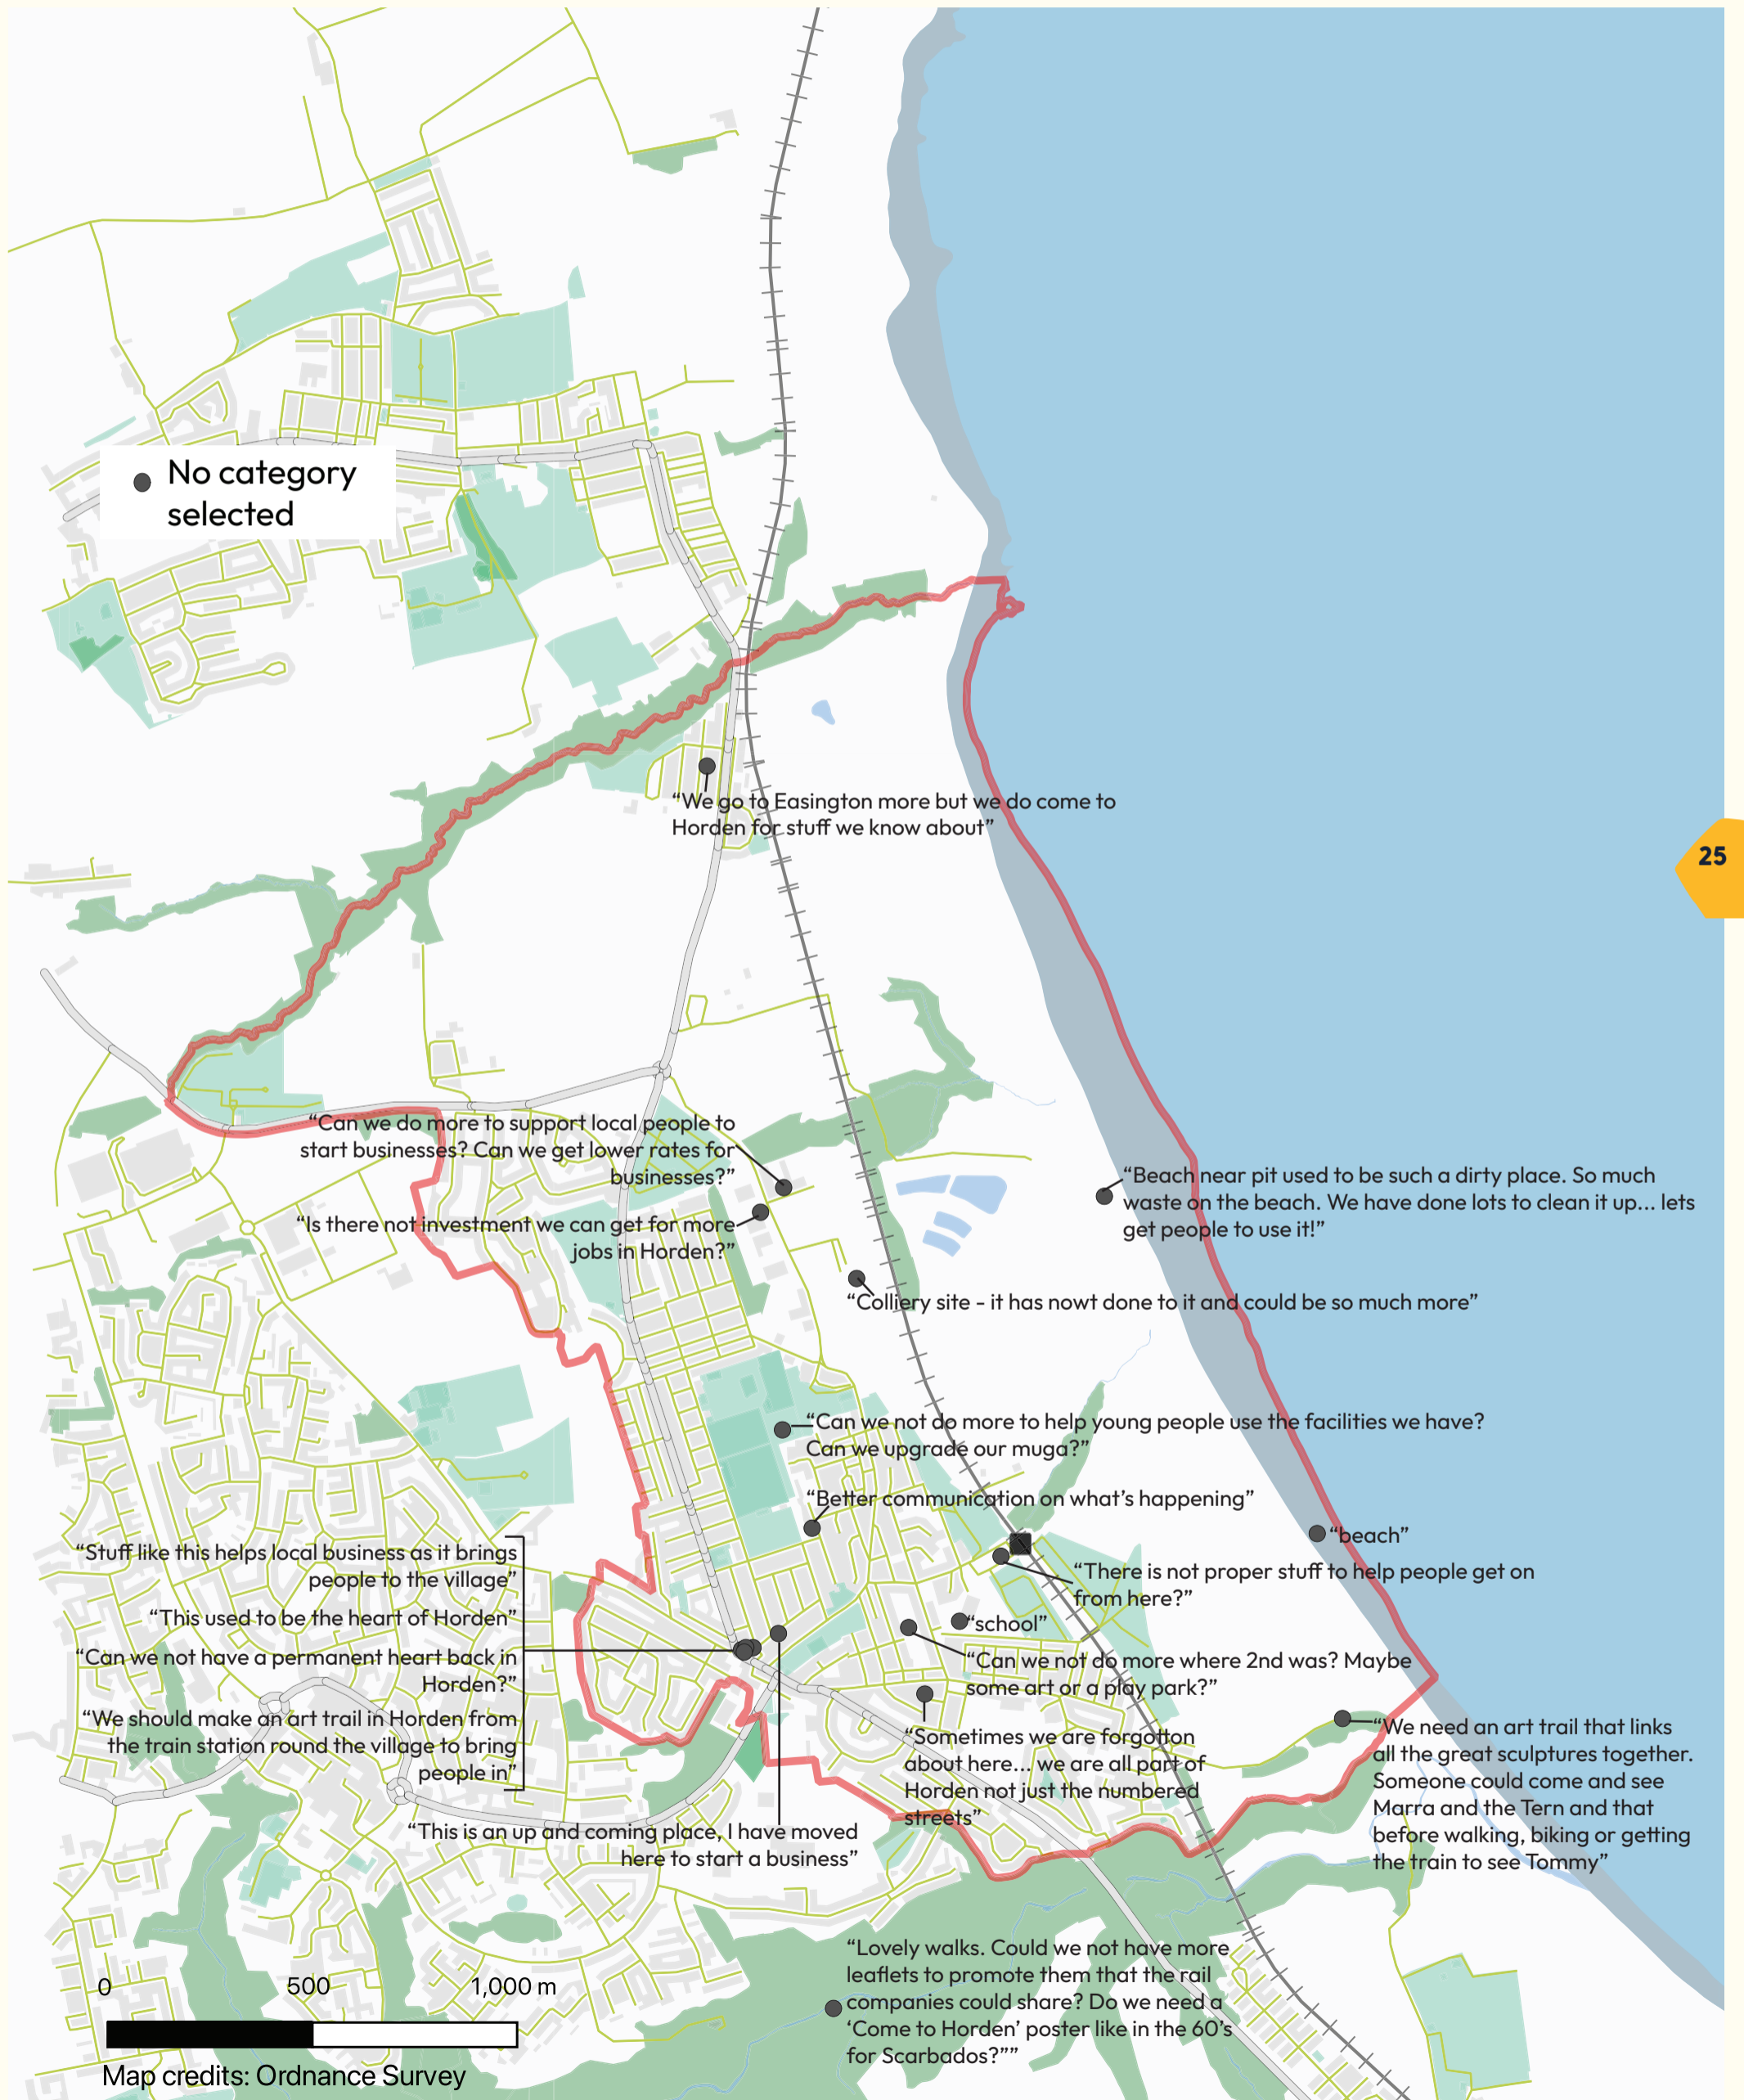 No category
selected
“We go to Easington more but we do come to
Horden for stuff we know about”
25
“Can we do more to support local people to
start businesses? Can we get lower rates for
businesses?”
“Is there not investment we can get for more
jobs in Horden?”
“Beach near pit used to be such a dirty place. So much
waste on the beach. We have done lots to clean it up... lets
get people to use it!”
“Colliery site - it has nowt done to it and could be so much more”
“Can we not do more to help young people use the facilities we have?
Can we upgrade our muga?”
“Better communication on what’s happening”
“beach”
“There is not proper stuff to help people get on
from here?”
“school”
“Can we not do more where 2nd was? Maybe
some art or a play park?”
“Stuff like this helps local business as it brings
people to the village”
“This used to be the heart of Horden”
“Can we not have a permanent heart back in
Horden?”
“We should make an art trail in Horden from
the train station round the village to bring
people in”
“Sometimes we are forgotton
about here... we are all part of
Horden not just the numbered
streets”
“We need an art trail that links
all the great sculptures together.
Someone could come and see
Marra and the Tern and that
before walking, biking or getting
the train to see Tommy”
“This is an up and coming place, I have moved
here to start a business”
“Lovely walks. Could we not have more
leaflets to promote them that the rail
companies could share? Do we need a
‘Come to Horden’ poster like in the 60’s
for Scarbados?””
0 500 1,000 m
Map credits: Ordnance Survey